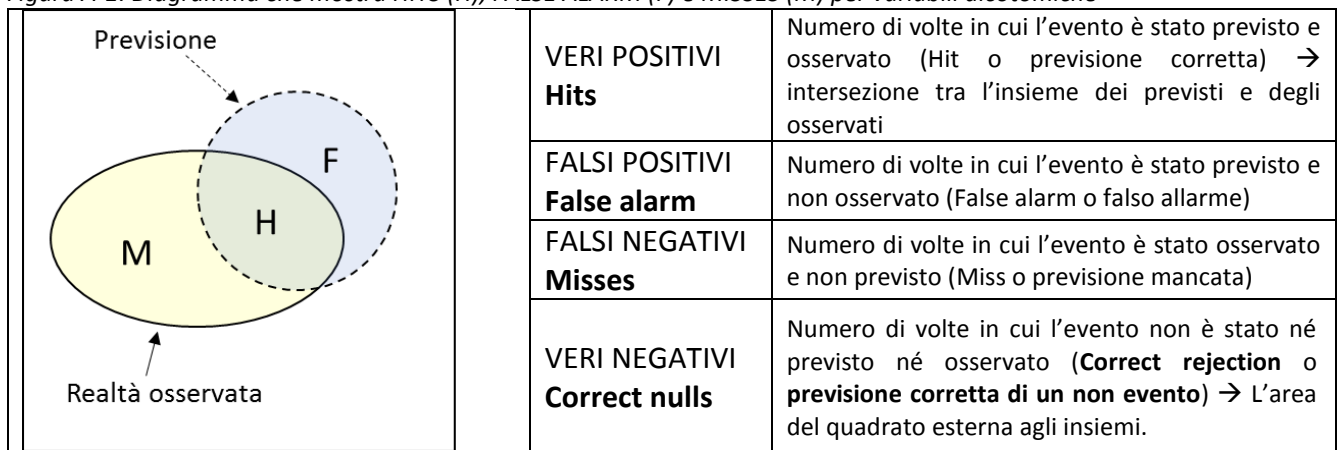 Previsione
F
H
M
Realtà osservata
VERI POSITIVI
Hits
Numero di volte in cui l’evento è stato previsto e
osservato (Hit o previsione corretta) →
intersezione tra l’insieme dei previsti e degli
osservati
FALSI POSITIVI
False alarm
Numero di volte in cui l’evento è stato previsto e
non osservato (False alarm o falso allarme)
FALSI NEGATIVI
Misses
Numero di volte in cui l’evento è stato osservato
e non previsto (Miss o previsione mancata)
VERI NEGATIVI
Correct nulls
Numero di volte in cui l’evento non è stato né
previsto né osservato (Correct rejection o
previsione corretta di un non evento) → L’area
del quadrato esterna agli insiemi.